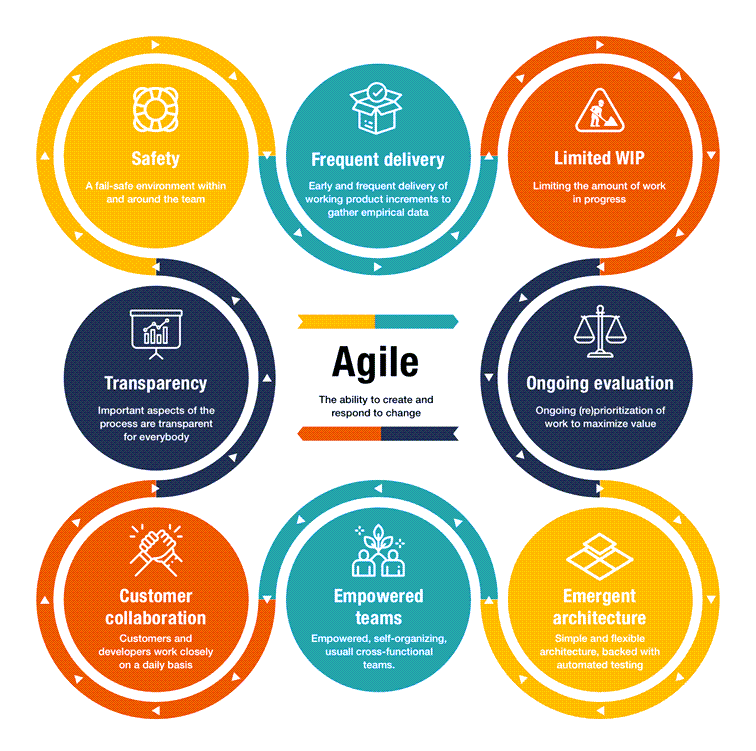 Safety
A fail-safe environment within
and around the team
Frequent delivery
Early and frequent delivery of
working product increments to
gather empirical data
Limited WIP
Limiting the amount of work
in progress
Transparency
Important aspects of the
process are transparent
for everybody
Agile
The ability to create and
respond to change
Ongoing evaluation
Ongoing (re)prioritization of
work to maximize value
Customer
collaboration
Customers and
developers work closely
on a daily basis
Empowered
teams
Empowered, self-organizing,
usuall cross-functional
teams.
Emergent
architecture
Simple and flexible
architecture, backed with
automated testing